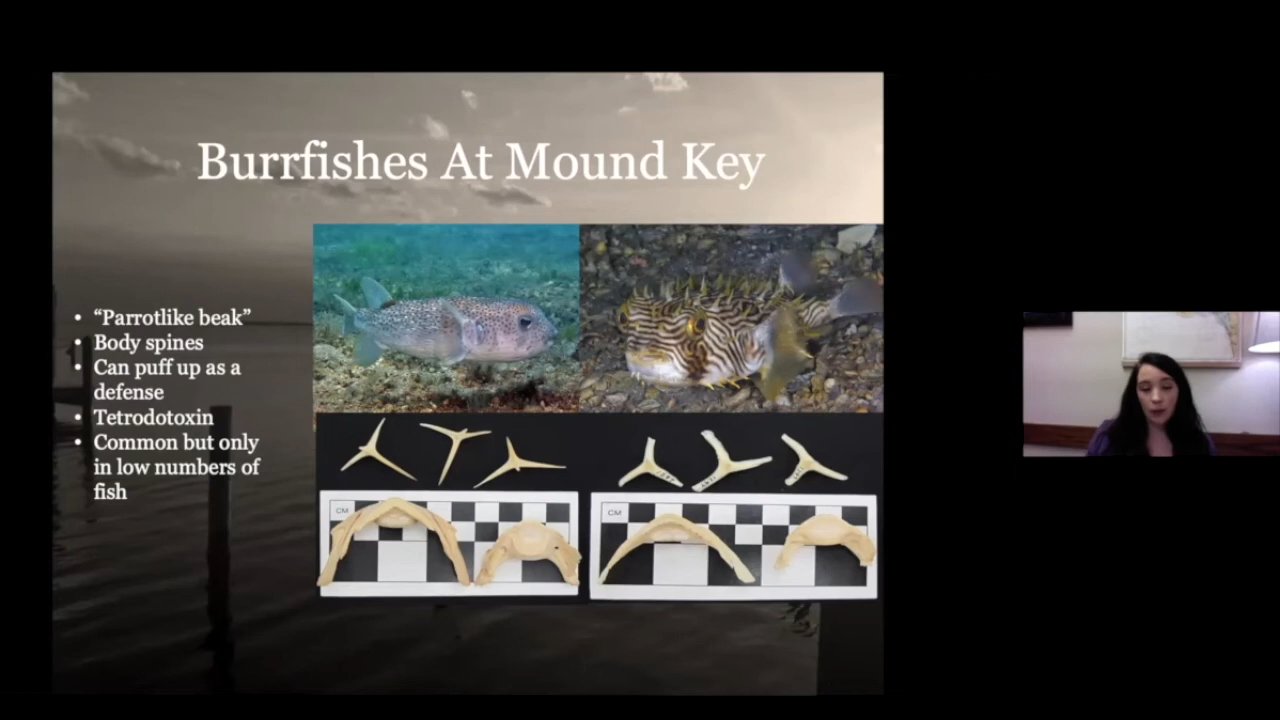 Burrfishes At Mound Key
• “Parrotlike beak”
• Body spines
• Can puff up as a
defense
• Tetrodotoxin
• Common but only
in low numbers of
fish
CM
CM